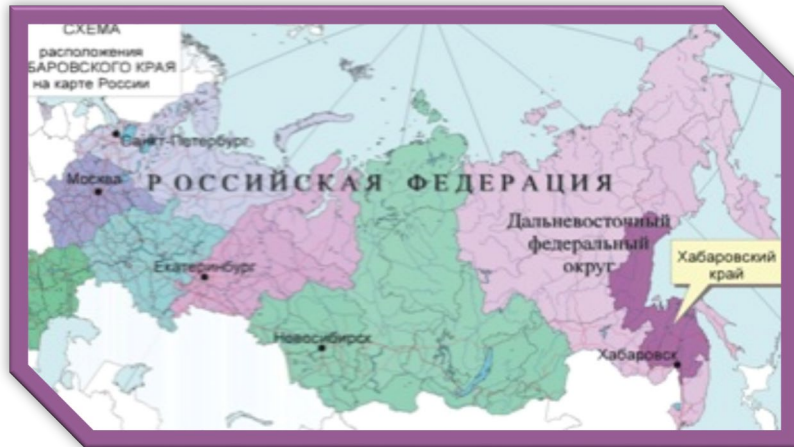 СХЕМА
расположения
БАРОВСКОГО КРАЯ
на карте России
Санкт-Петербург
Москва
РОССИЙСКАЯ ФЕДЕРАЦИЯ
Дальневосточный
федеральный
округ
Хабаровский
край
Екатеринбург
Новосибирск
Хабаровск